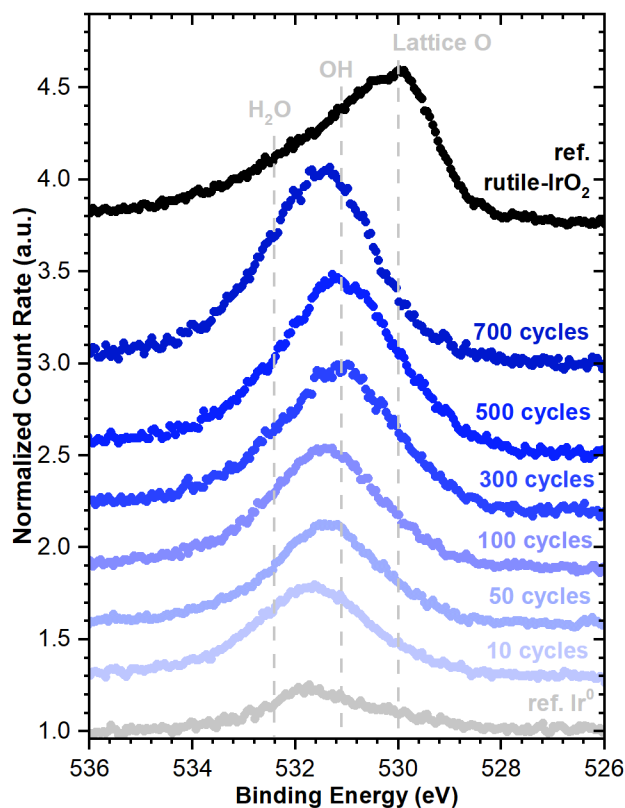 Lattice O
OH
H₂O
ref.
rutile-IrO₂
700 cycles
500 cycles
300 cycles
100 cycles
50 cycles
10 cycles
ref. Ir⁰
4.5
4.0
3.5
3.0
2.5
2.0
1.5
1.0
Normalized Count Rate (a.u.)
536 534 532 530 528 526
Binding Energy (eV)